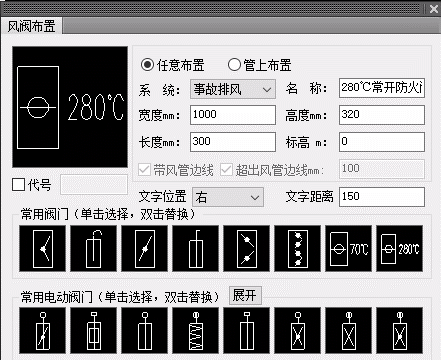 风阀布置
280℃
任意布置 管上布置
系 统: 事故排风 名 称: 280℃常开防火
宽度mm: 1000 高度mm: 320
长度mm: 300 标高 m: 0
带风管边线 超出风管边线mm: 100
代号 文字位置 右 文字距离 150
常用阀门(单击选择,双击替换)
70℃ 280℃
常用电动阀门(单击选择,双击替换) 展开